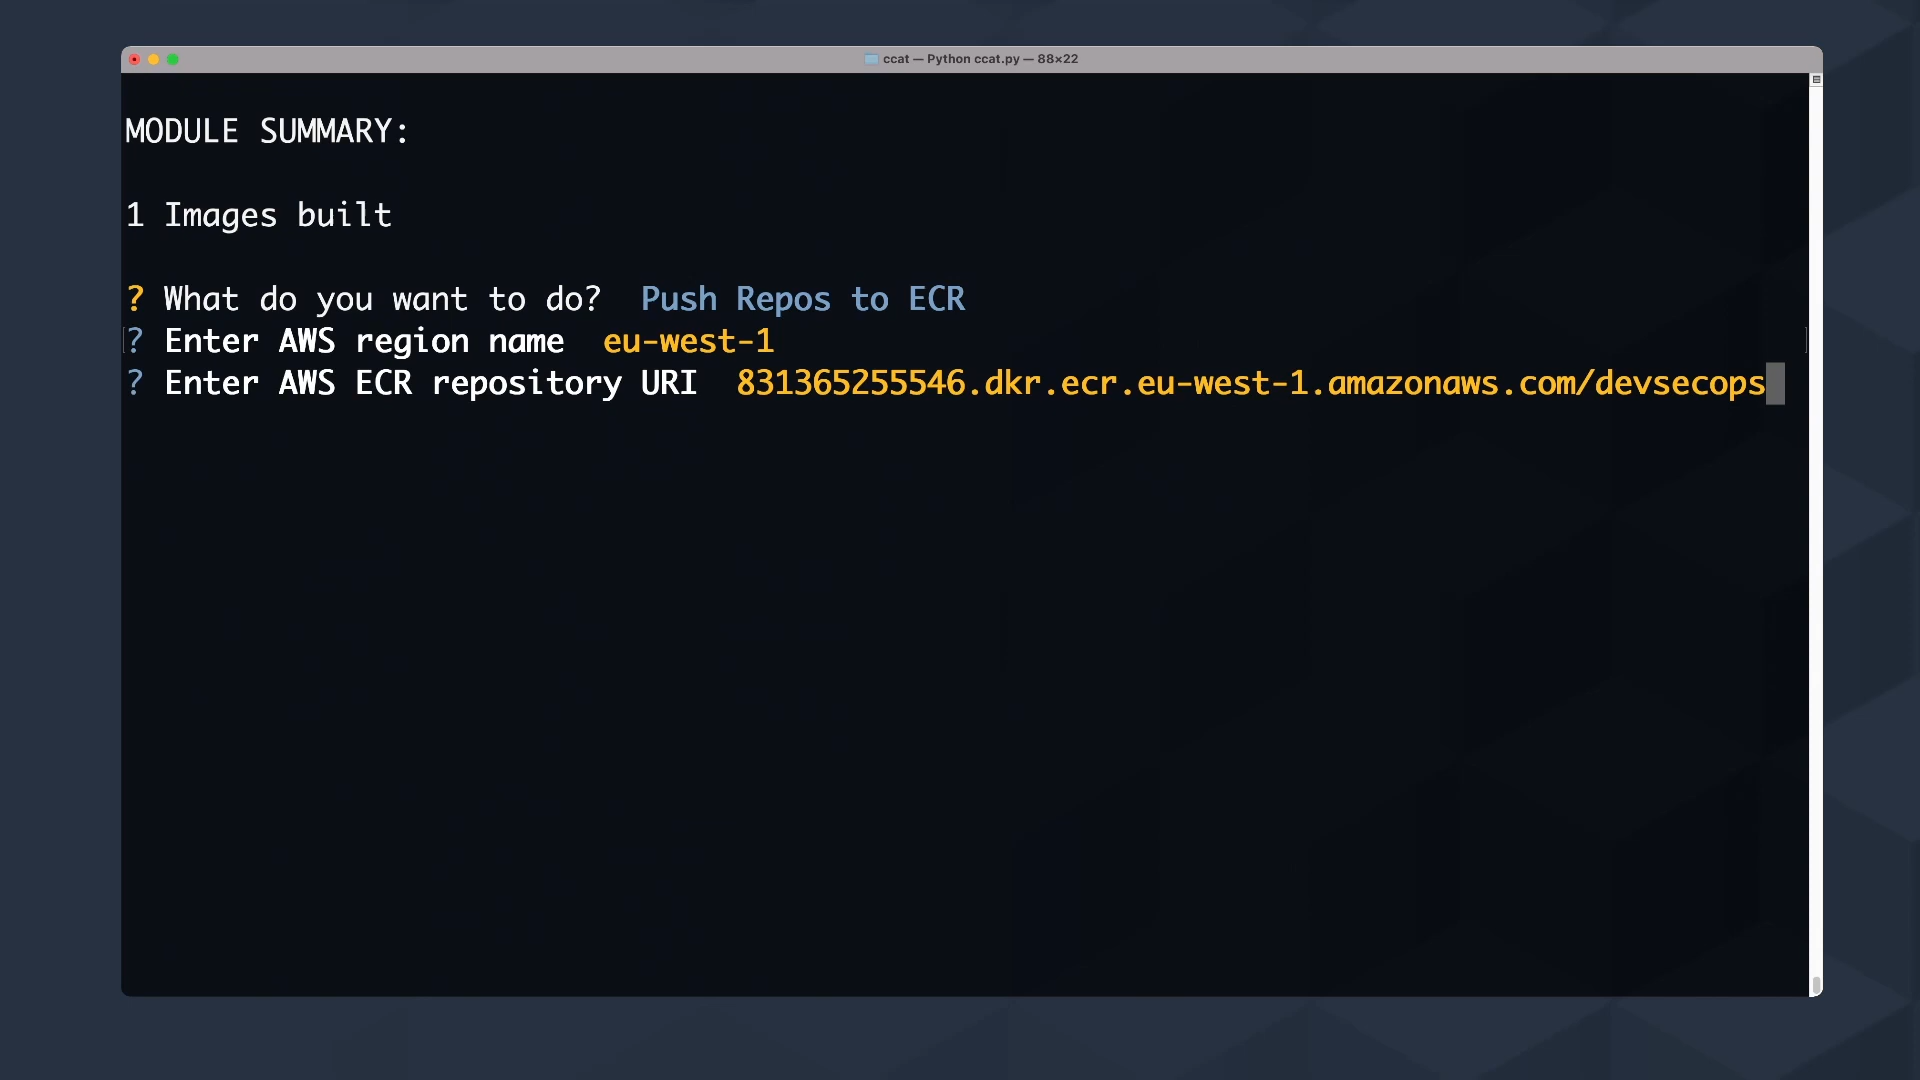 ccat — Python ccat.py — 88×22
MODULE SUMMARY:
1 Images built
? What do you want to do?  Push Repos to ECR
? Enter AWS region name  eu-west-1
? Enter AWS ECR repository URI  831365255546.dkr.ecr.eu-west-1.amazonaws.com/devsecops